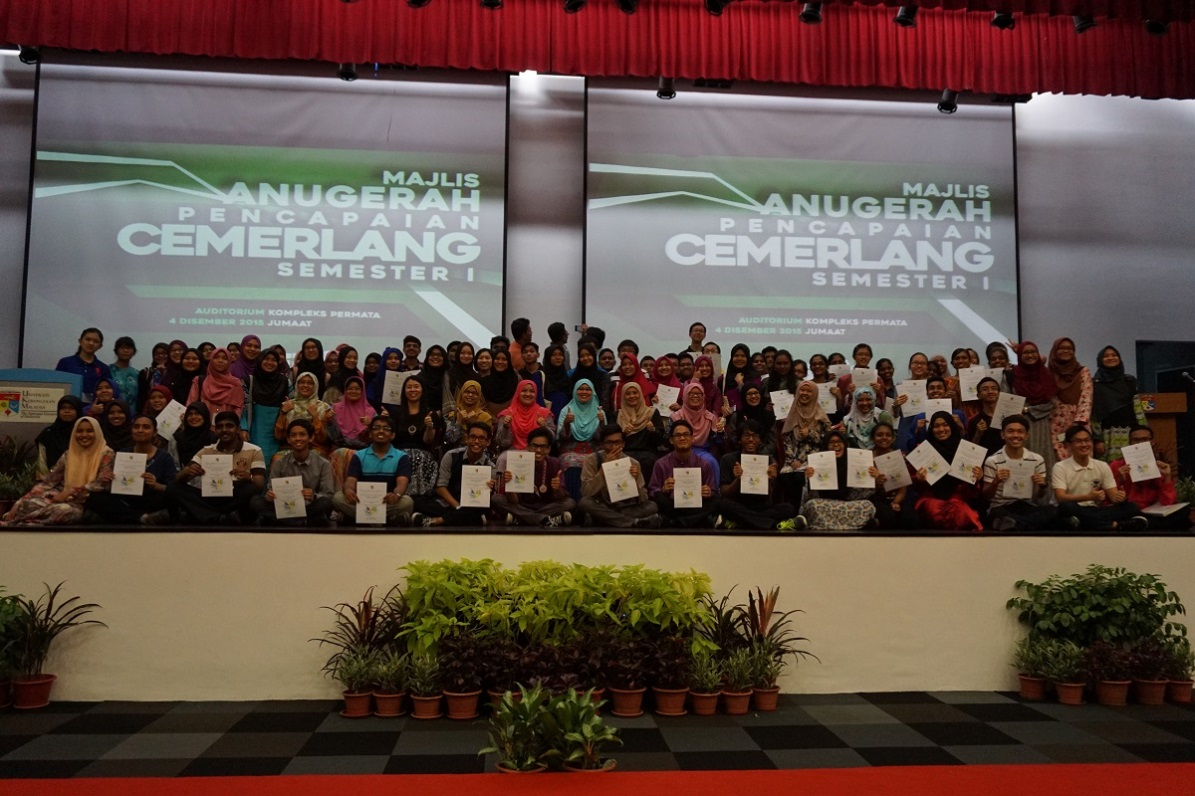 MAJLIS
ANUGERAH
PENCAPAIAN
CEMERLANG
SEMESTER I
AUDITORIUM KOMPLEKS PERMATA
4 DISEMBER 2015 JUMAAT
MAJLIS
ANUGERAH
PENCAPAIAN
CEMERLANG
SEMESTER I
AUDITORIUM KOMPLEKS PERMATA
4 DISEMBER 2015 JUMAAT